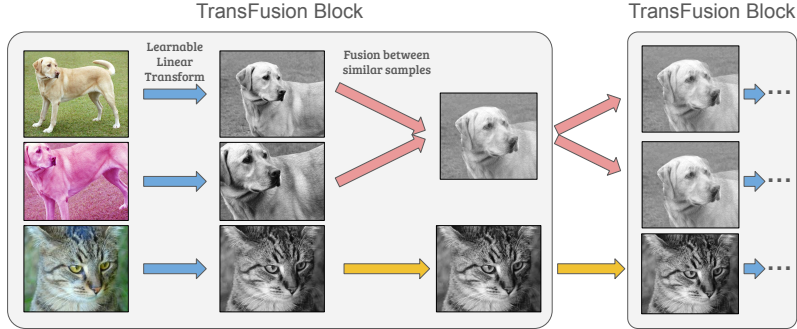 TransFusion Block
TransFusion Block
Learnable
Linear
Transform
Fusion between
similar samples
...
...
...